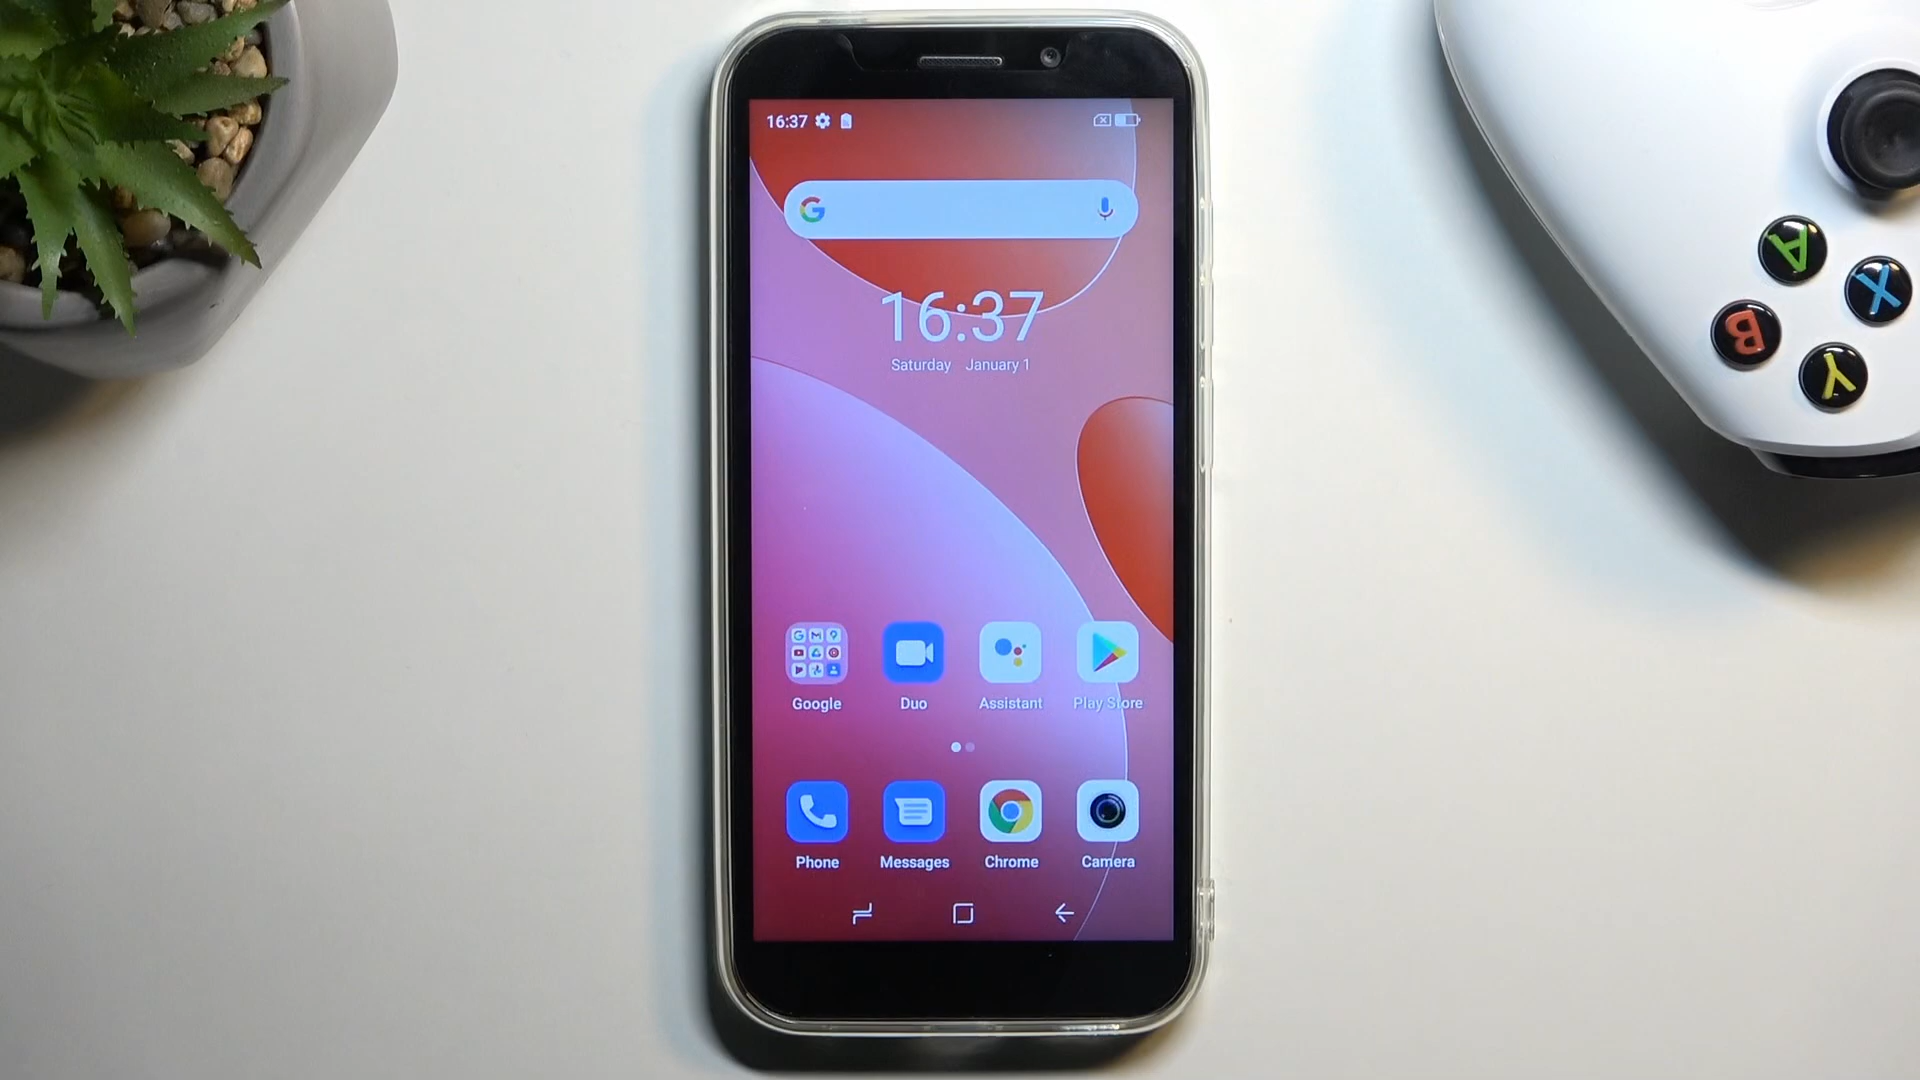 16:37
G
16:37
Saturday January 1
Google Duo Assistant Play Store
Phone Messages Chrome Camera
A
X
B
Y